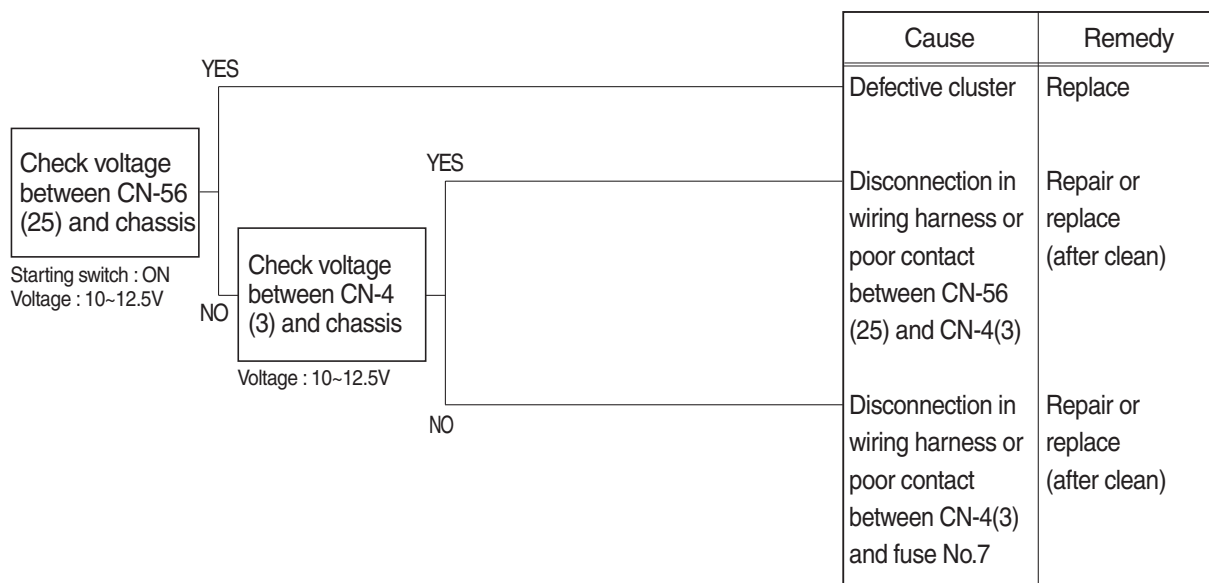 Cause
Remedy
YES
Defective cluster
Replace
Check voltage
between CN-56
(25) and chassis
Starting switch : ON
Voltage : 10~12.5V
YES
Disconnection in
wiring harness or
poor contact
between CN-56
(25) and CN-4(3)
Repair or
replace
(after clean)
NO
Check voltage
between CN-4
(3) and chassis
Voltage : 10~12.5V
NO
Disconnection in
wiring harness or
poor contact
between CN-4(3)
and fuse No.7
Repair or
replace
(after clean)